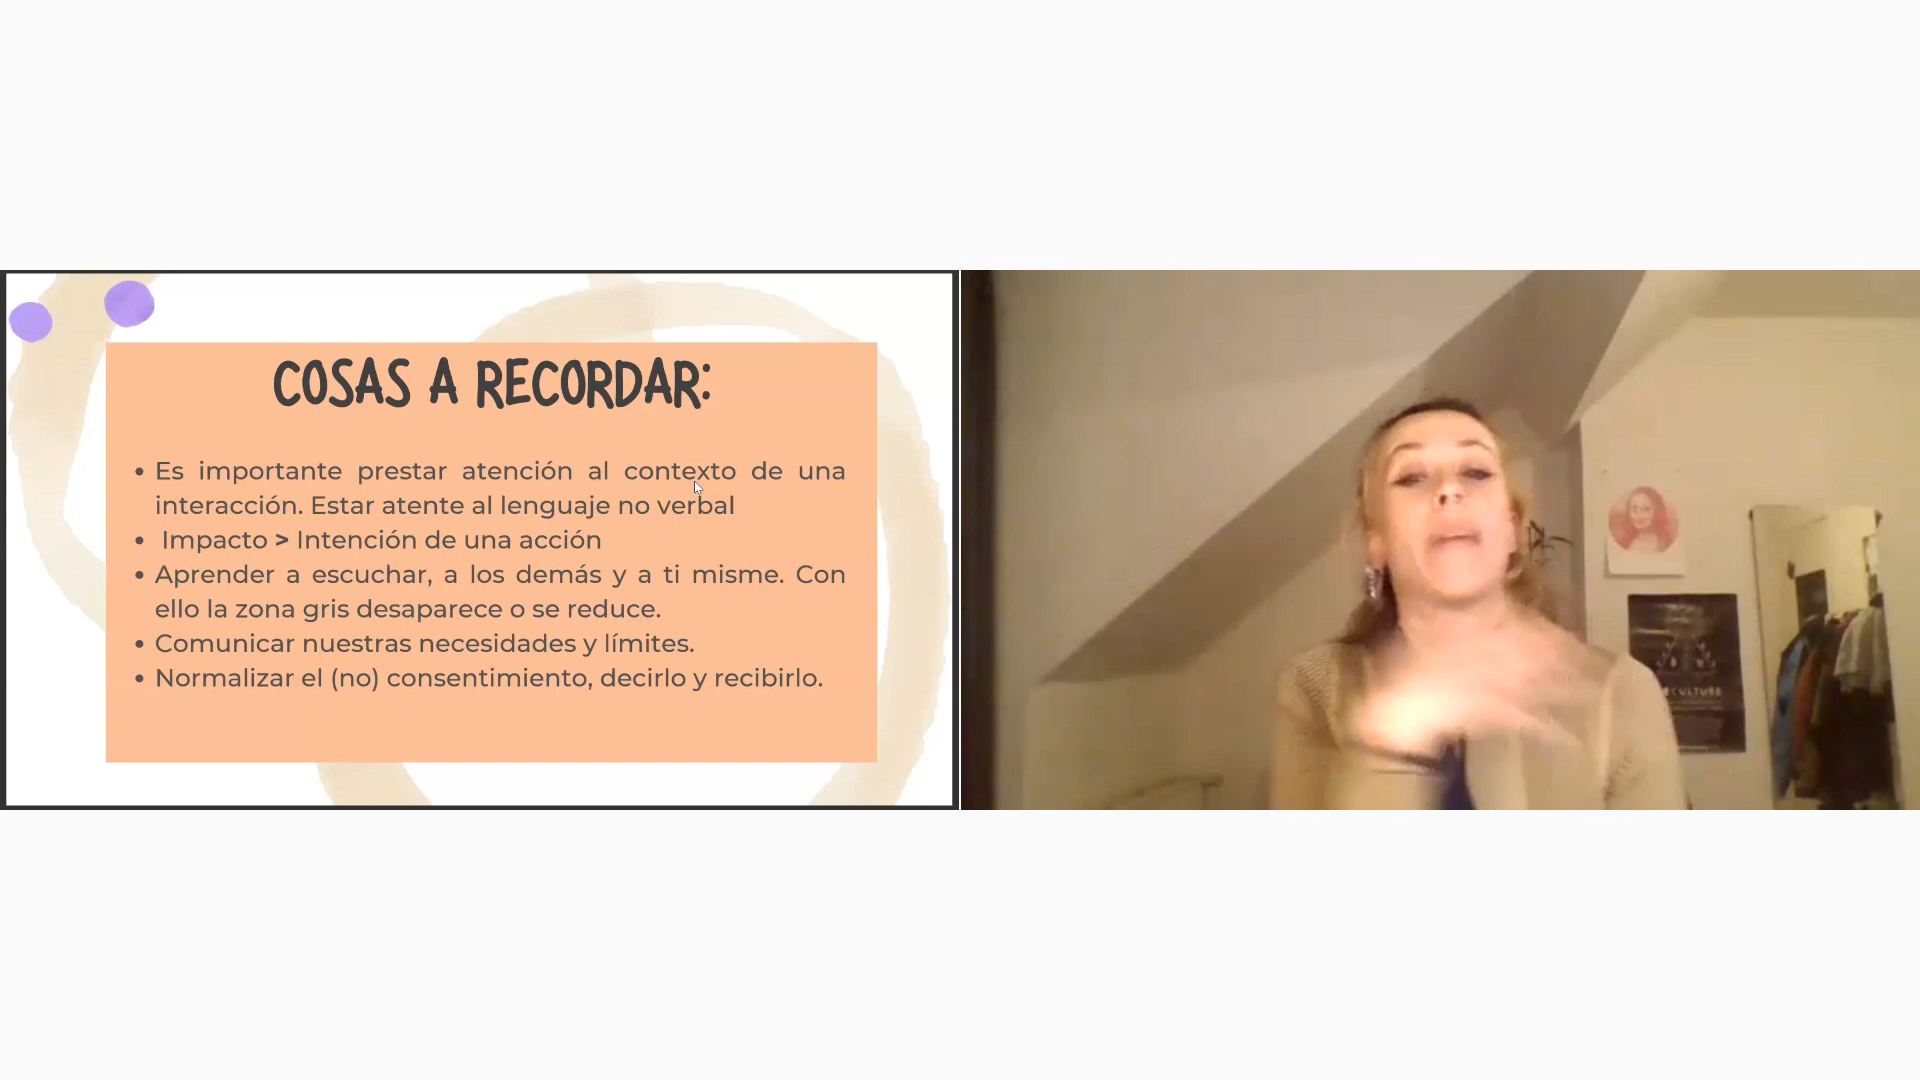 COSAS A RECORDAR:
• Es importante prestar atención al contexto de una
interacción. Estar atente al lenguaje no verbal
• Impacto > Intención de una acción
• Aprender a escuchar, a los demás y a ti misme. Con
ello la zona gris desaparece o se reduce.
• Comunicar nuestras necesidades y límites.
• Normalizar el (no) consentimiento, decirlo y recibirlo.